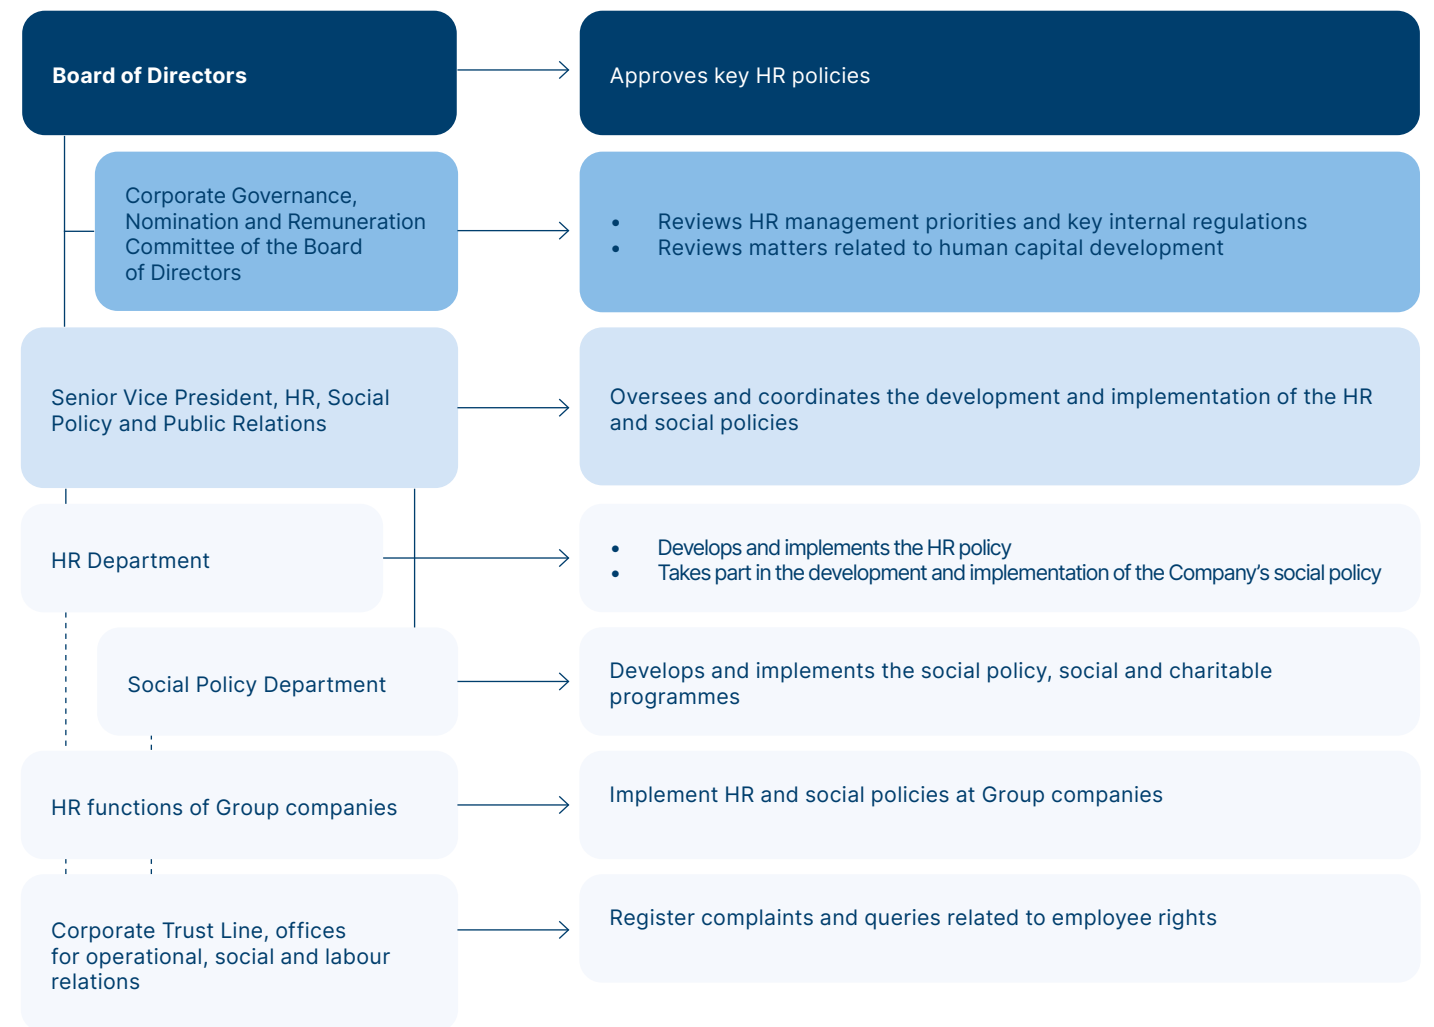 Board of Directors
Approves key HR policies
Corporate Governance,
Nomination and Remuneration
Committee of the Board
of Directors
• Reviews HR management priorities and key internal regulations
• Reviews matters related to human capital development
Senior Vice President, HR, Social
Policy and Public Relations
Oversees and coordinates the development and implementation of the HR
and social policies
HR Department
• Develops and implements the HR policy
• Takes part in the development and implementation of the Company’s social policy
Social Policy Department
Develops and implements the social policy, social and charitable
programmes
HR functions of Group companies
Implement HR and social policies at Group companies
Corporate Trust Line, offices
for operational, social and labour
relations
Register complaints and queries related to employee rights